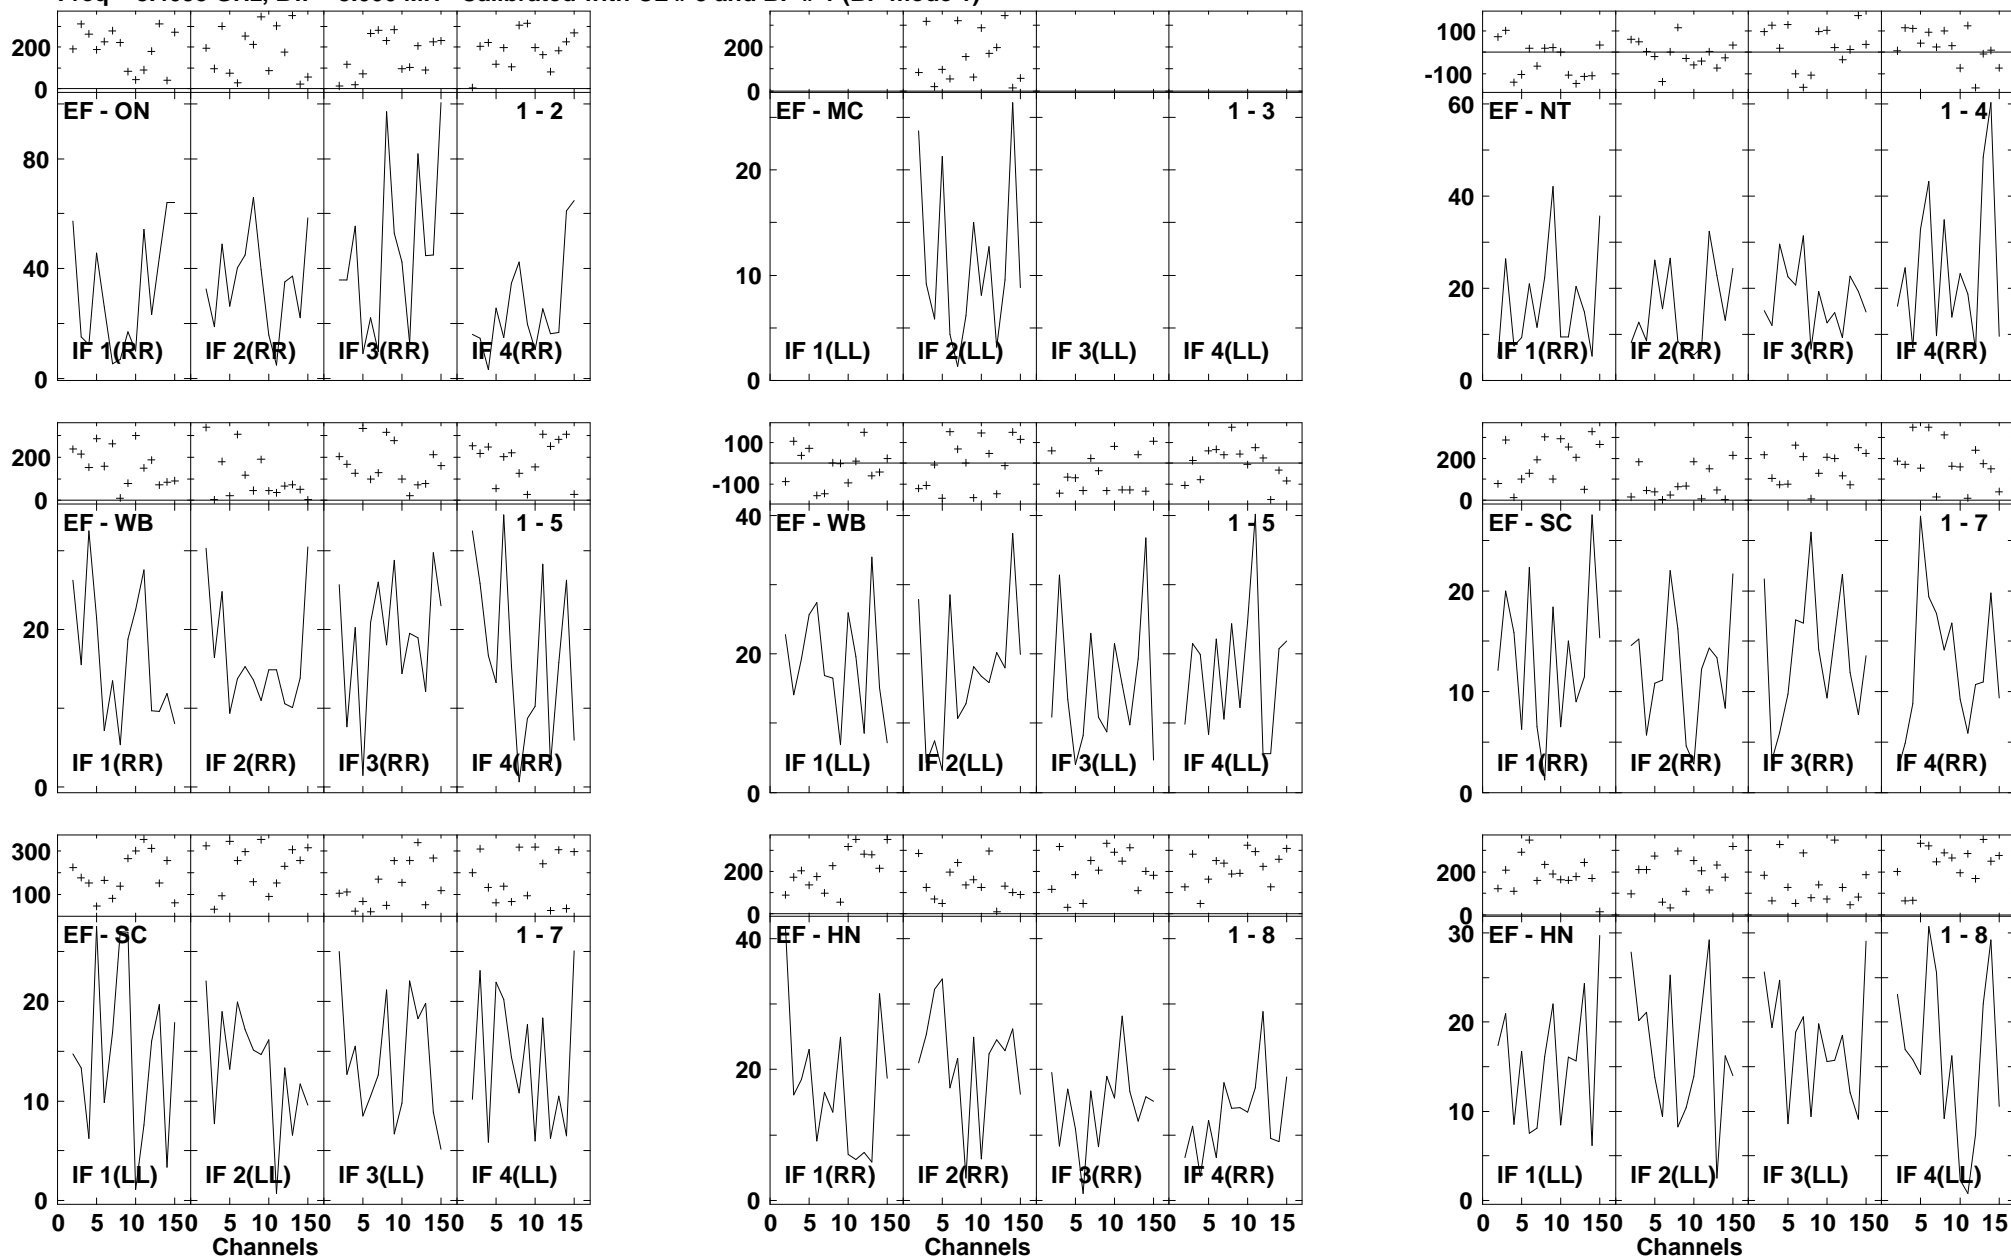 200
0
200
0
100
-100
EF - ON
1 - 2
EF - MC
1 - 3
EF - NT
1 - 4
80
40
0
20
10
0
60
40
20
0
IF 1(RR) IF 2(RR) IF 3(RR) IF 4(RR)
IF 1(LL) IF 2(LL) IF 3(LL) IF 4(LL)
IF 1(RR) IF 2(RR) IF 3(RR) IF 4(RR)
200
0
100
-100
200
0
EF - WB
1 - 5
EF - WB
1 - 5
EF - SC
1 - 7
20
0
40
20
0
20
10
0
IF 1(RR) IF 2(RR) IF 3(RR) IF 4(RR)
IF 1(LL) IF 2(LL) IF 3(LL) IF 4(LL)
IF 1(RR) IF 2(RR) IF 3(RR) IF 4(RR)
300
100
200
0
200
0
EF - SC
1 - 7
EF - HN
1 - 8
EF - HN
1 - 8
20
10
0
40
20
0
30
20
10
0
IF 1(LL) IF 2(LL) IF 3(LL) IF 4(LL)
IF 1(RR) IF 2(RR) IF 3(RR) IF 4(RR)
IF 1(LL) IF 2(LL) IF 3(LL) IF 4(LL)
0 5 10 150 5 10 150 5 10 150 5 10 15
0 5 10 150 5 10 150 5 10 150 5 10 15
0 5 10 150 5 10 150 5 10 150 5 10 15
Channels
Channels
Channels